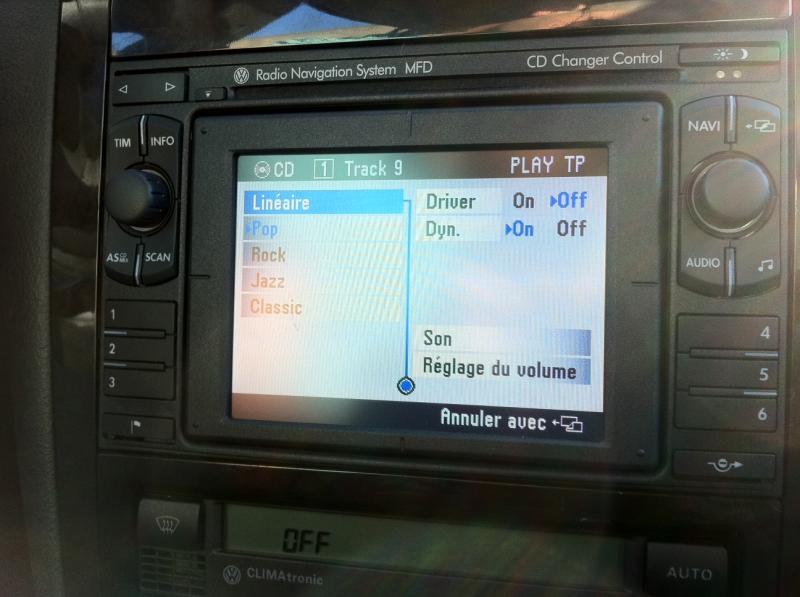 Radio Navigation System MFD
CD Changer Control
TIM INFO
NAVI
CD 1 Track 9 PLAY TP
Linéaire
Pop
Rock
Jazz
Classic
Driver On Off
Dyn. On Off
Son
Réglage du volume
Annuler avec
AS SCAN
AUDIO
1
2
3
4
5
6
OFF
CLIMAtronic
AUTO